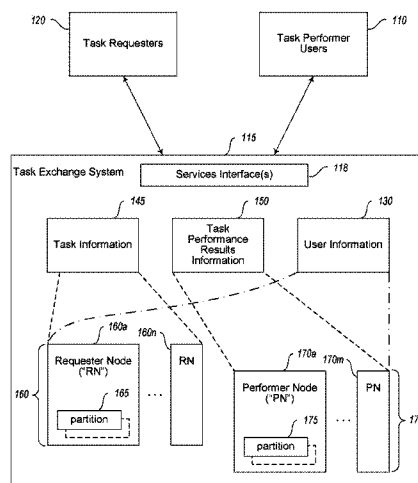 120
Task Requesters
110
Task Performer
Users
115
Task Exchange System
118
Services Interface(s)
145
Task Information
150
Task
Performance
Results
Information
130
User Information
160a
160n
Requester Node
("RN")
RN
160
165
partition
...
170a
170m
Performer Node
("PN")
PN
175
partition
...
17